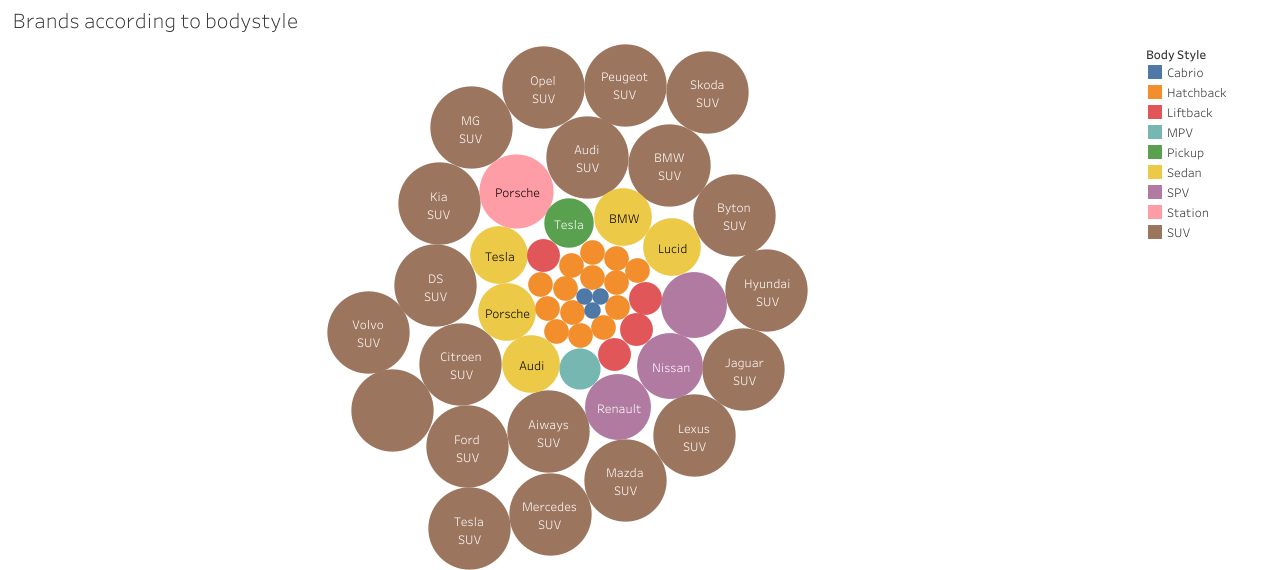 Brands according to bodystyle
Body Style
Cabrio
Hatchback
Liftback
MPV
Pickup
Sedan
SPV
Station
SUV
Opel
SUV
Peugeot
SUV
Skoda
SUV
MG
SUV
Audi
SUV
BMW
SUV
Porsche
Kia
SUV
Tesla
BMW
Byton
SUV
Tesla
Lucid
DS
SUV
Hyundai
SUV
Porsche
Volvo
SUV
Citroen
SUV
Audi
Nissan
Jaguar
SUV
Renault
Aiways
SUV
Lexus
SUV
Ford
SUV
Mazda
SUV
Mercedes
SUV
Tesla
SUV